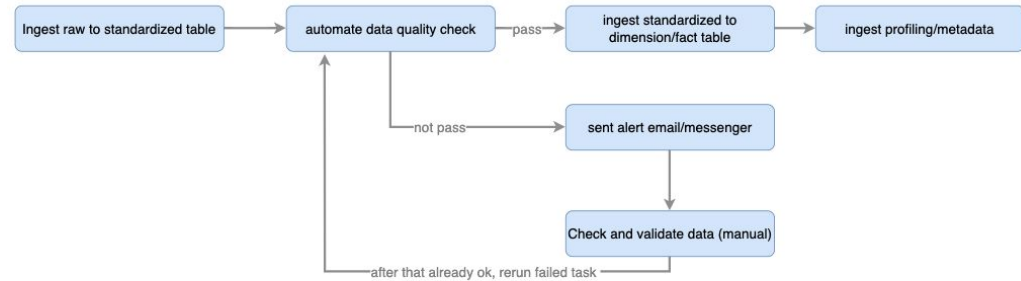 Ingest raw to standardized table
automate data quality check
pass
ingest standardized to
dimension/fact table
ingest profiling/metadata
not pass
sent alert email/messenger
Check and validate data (manual)
after that already ok, rerun failed task